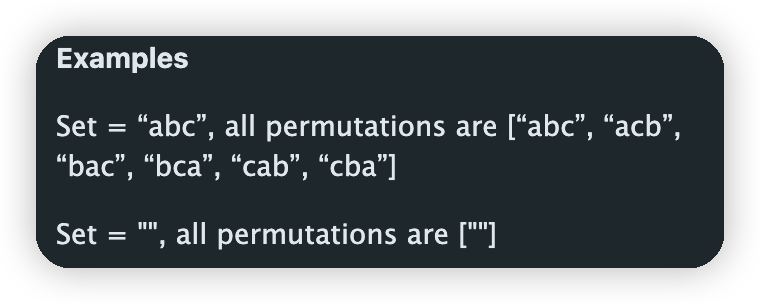 Examples
Set = “abc”, all permutations are [“abc”, “acb”,
“bac”, “bca”, “cab”, “cba”]
Set = "", all permutations are [""]